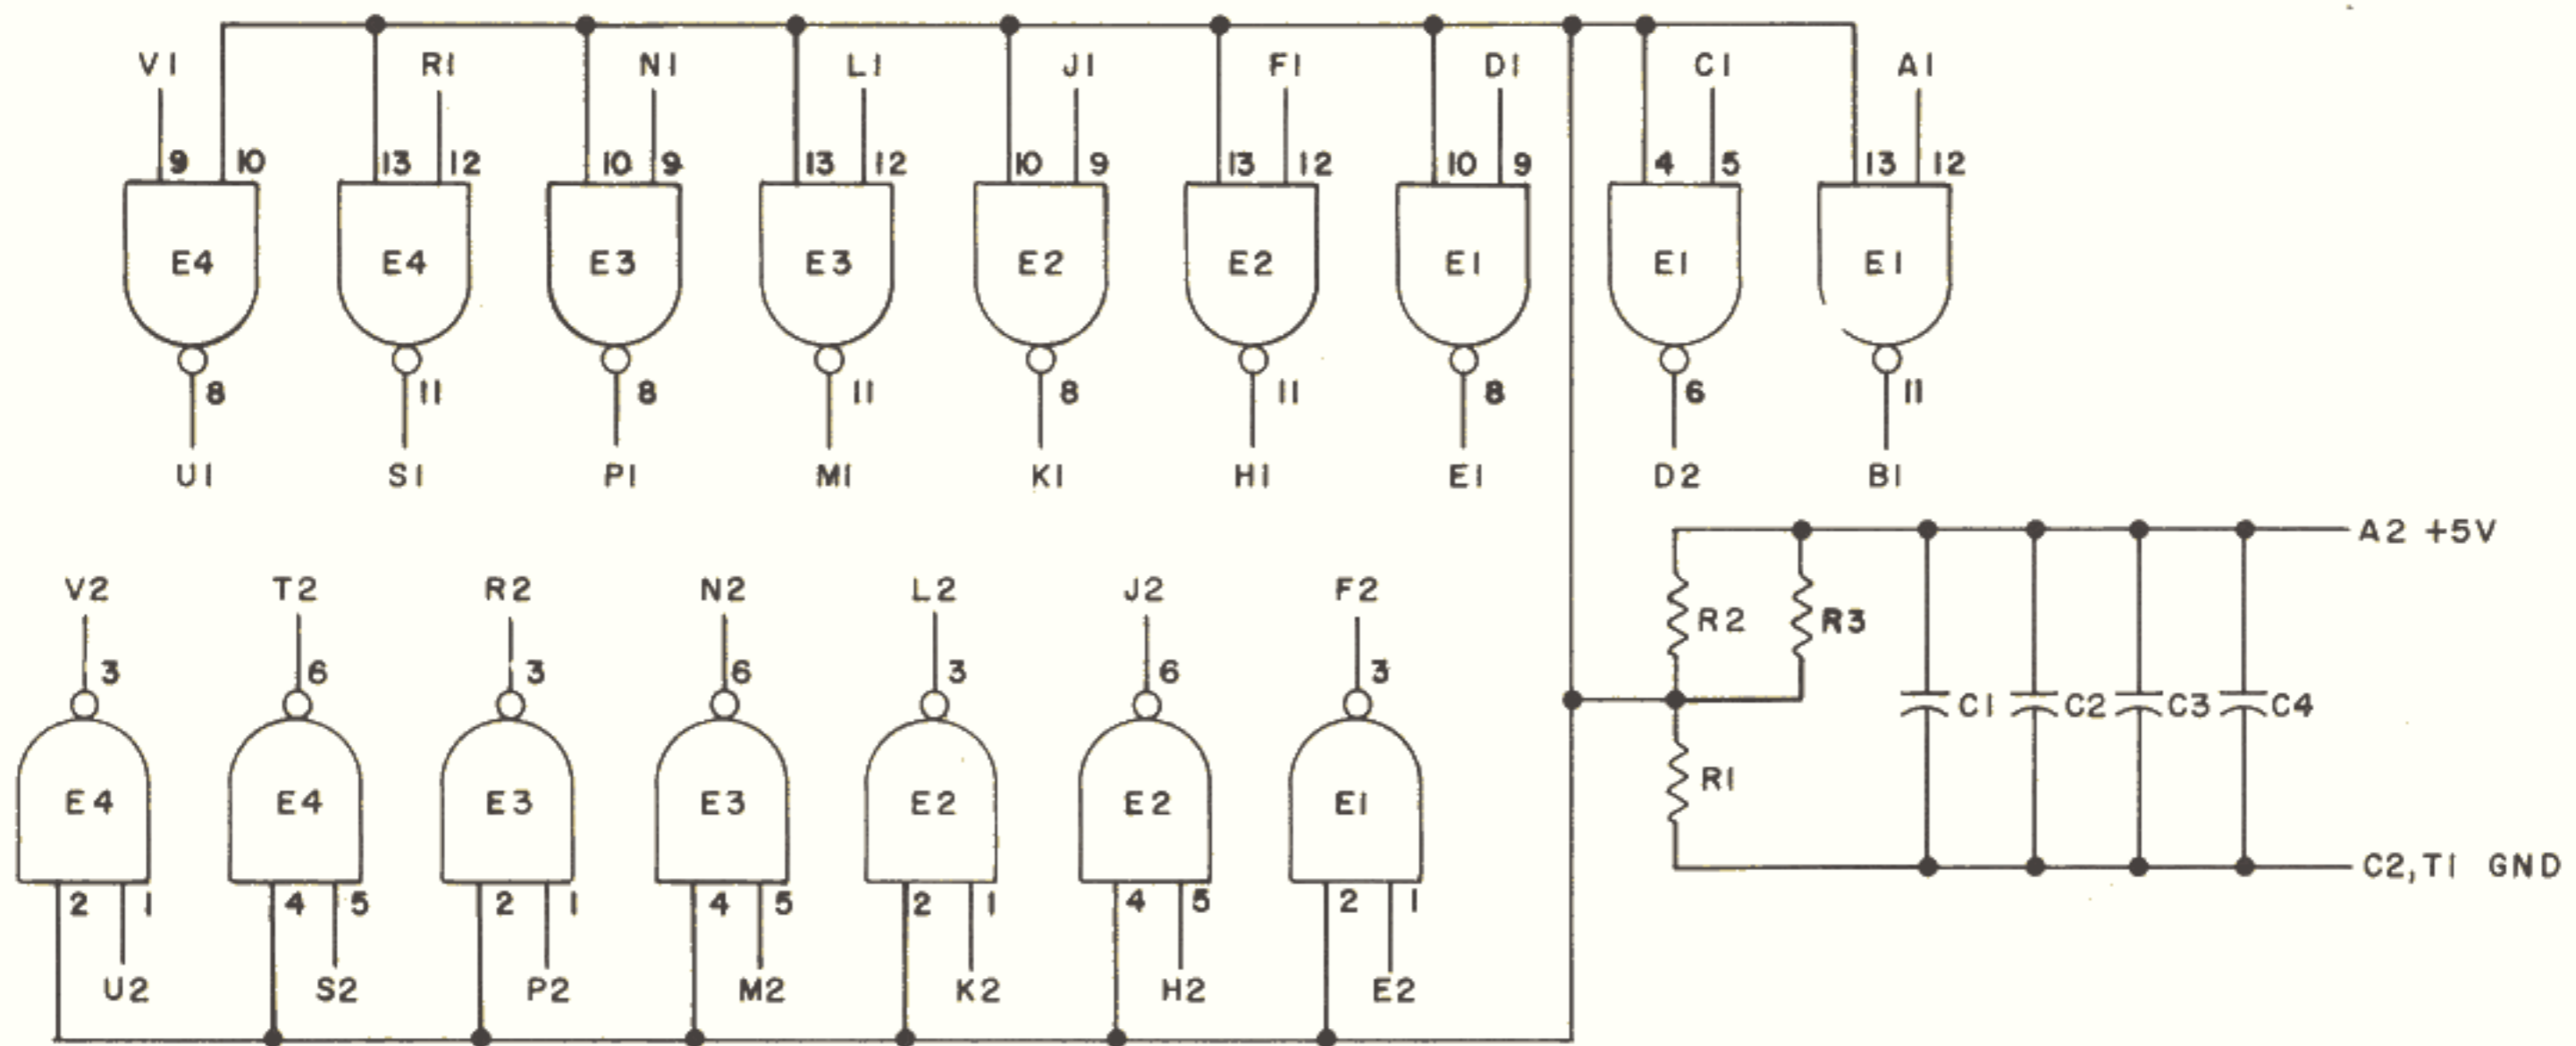 V1 R1 N1 L1 J1 F1 D1 C1 A1
9 10 13 12 10 9 13 12 10 9 13 12 10 9 4 5 13 12
E4 E4 E3 E3 E2 E2 E1 E1 E1
8 11 8 11 8 11 8 6 11
U1 S1 P1 M1 K1 H1 E1 D2 B1
A2 +5V
V2 T2 R2 N2 L2 J2 F2
R2 R3
3 6 3 6 3 6 3
C1 C2 C3 C4
R1
E4 E4 E3 E3 E2 E2 E1
C2,T1 GND
2 1 4 5 2 1 4 5 2 1 4 5 2 1
U2 S2 P2 M2 K2 H2 E2